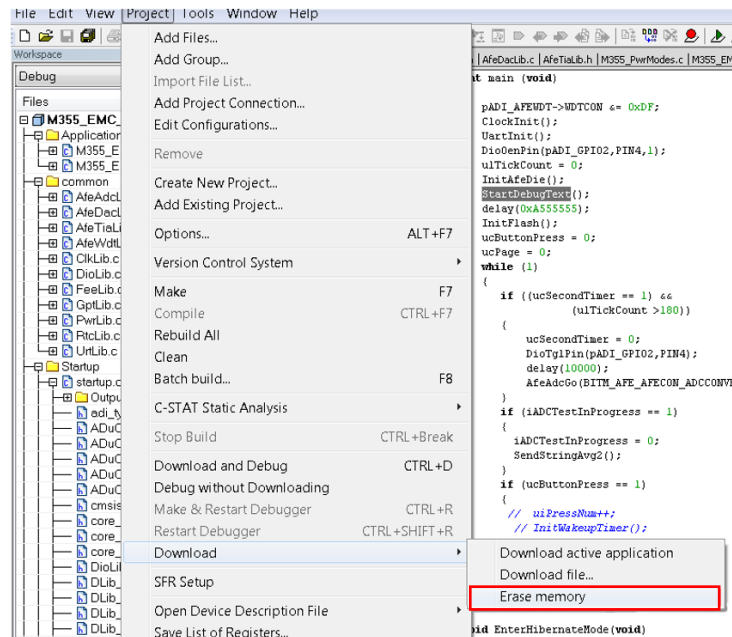 File Edit View Project Tools Window Help
Workspace
Debug
Files
M355_EMC_
Application
M355_E
M355_E
common
AfeAdcL
AfeDacL
AfeTiaLi
AfeWdtL
ClkLib.c
DioLib.c
FeeLib.c
GptLib.c
PwrLib.c
RtcLib.c
UrtLib.c
Startup
startup.c
Outpu
adi_ty
ADuC
ADuC
ADuC
ADuC
cmsis
core_
core_
core_
DioLil
DLib_
DLib_
DLib_
DLib_
Add Files...
Add Group...
Import File List...
Add Project Connection...
Edit Configurations...
Remove
Create New Project...
Add Existing Project...
Options... ALT+F7
Version Control System
Make F7
Compile CTRL+F7
Rebuild All
Clean
Batch build... F8
C-STAT Static Analysis
Stop Build CTRL+Break
Download and Debug CTRL+D
Debug without Downloading
Make & Restart Debugger CTRL+R
Restart Debugger CTRL+SHIFT+R
Download
SFR Setup
Open Device Description File
Save List of Registers...
Download active application
Download file...
Erase memory
AfeDacLib.c | AfeTiaLib.h | M355_PwrModes.c | M355_EM
nt main (void)
pADI_AFEWDT->WDTCON &= 0xDF;
ClockInit();
UartInit();
DioOenPin(pADI_GPIO2,PIN4,1);
ulTickCount = 0;
InitAfeDie();
StartDebugText();
delay(0xA555555);
InitFlash();
ucButtonPress = 0;
ucPage = 0;
while (1)
{
if ((ucSecondTimer == 1) &&
(ulTickCount >180))
{
ucSecondTimer = 0;
DioTglPin(pADI_GPIO2,PIN4);
delay(10000);
AfeAdcGo(BITM_AFE_AFECON_ADCCONV
}
if (iADCTestInProgress == 1)
{
iADCTestInProgress = 0;
SendStringAvg2();
}
if (ucButtonPress == 1)
{
// uiPressNum++;
// InitWakeupTimer();
id EnterHibernateMode(void)